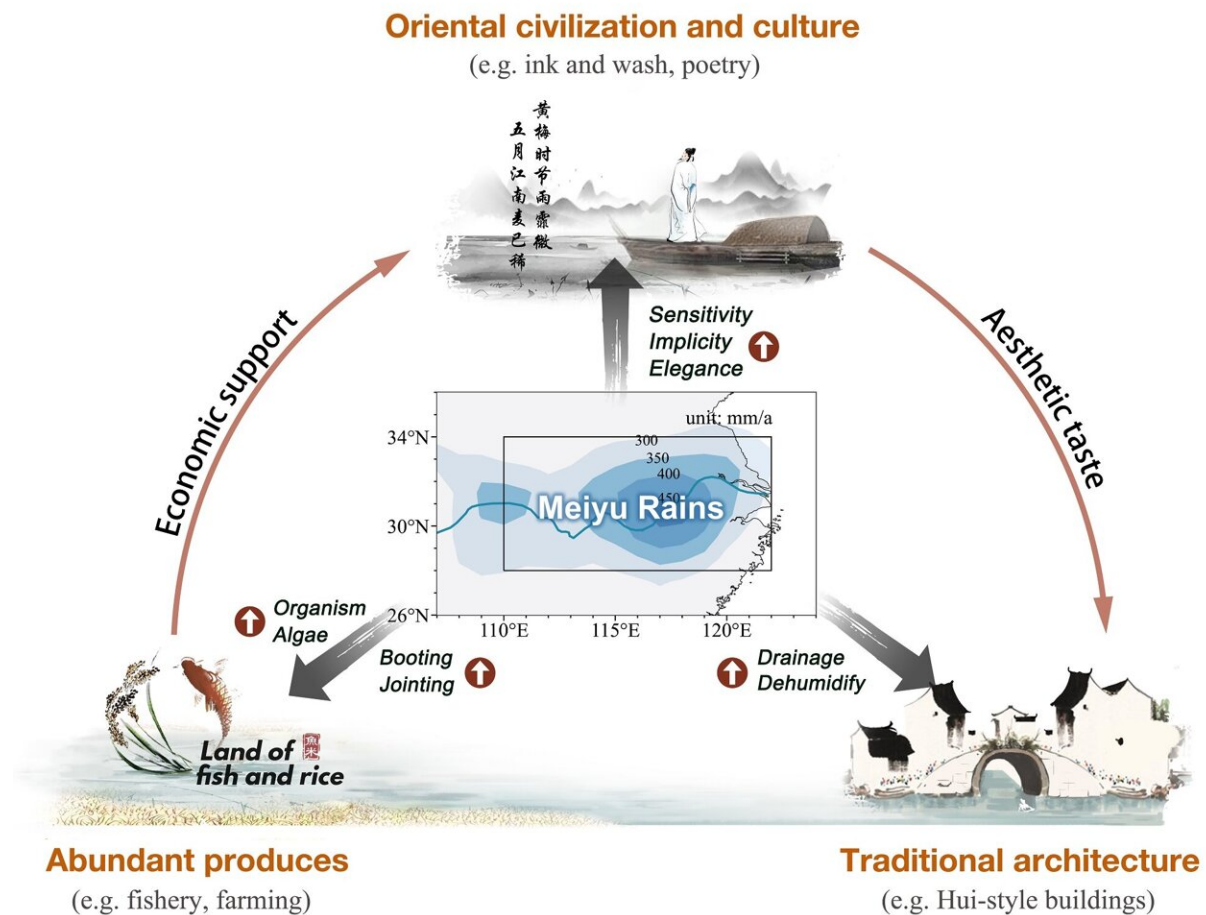 Oriental civilization and culture
(e.g. ink and wash, poetry)
黄梅时节雨霏微
五月江南麦已稀
Economic support
Aesthetic taste
Sensitivity
Implicity
Elegance
unit: mm/a
34°N
30°N
26°N
300
350
400
450
Meiyu Rains
110°E
115°E
120°E
Organism
Algae
Booting
Jointing
Drainage
Dehumidify
Land of
fish and rice
魚米
Abundant produces
(e.g. fishery, farming)
Traditional architecture
(e.g. Hui-style buildings)